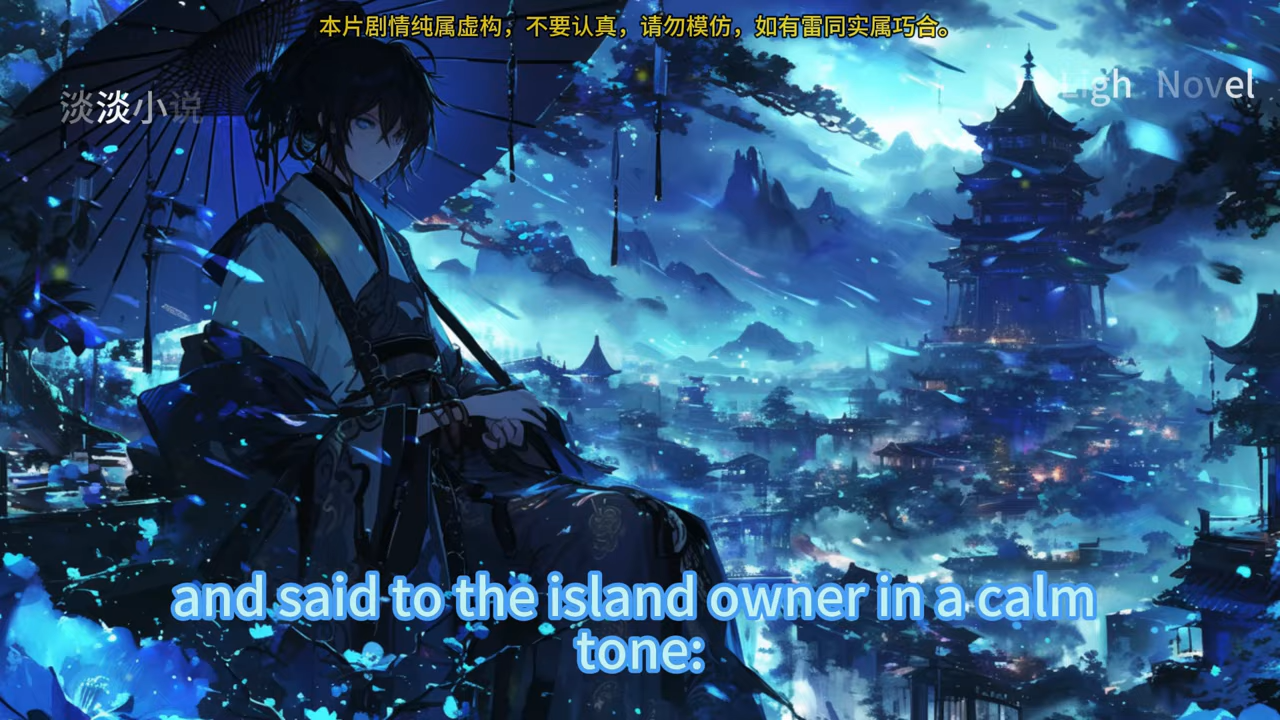 本片剧情纯属虚构，不要认真，请勿模仿，如有雷同实属巧合。
淡淡小说
Ligh Novel
and said to the island owner in a calm
tone: